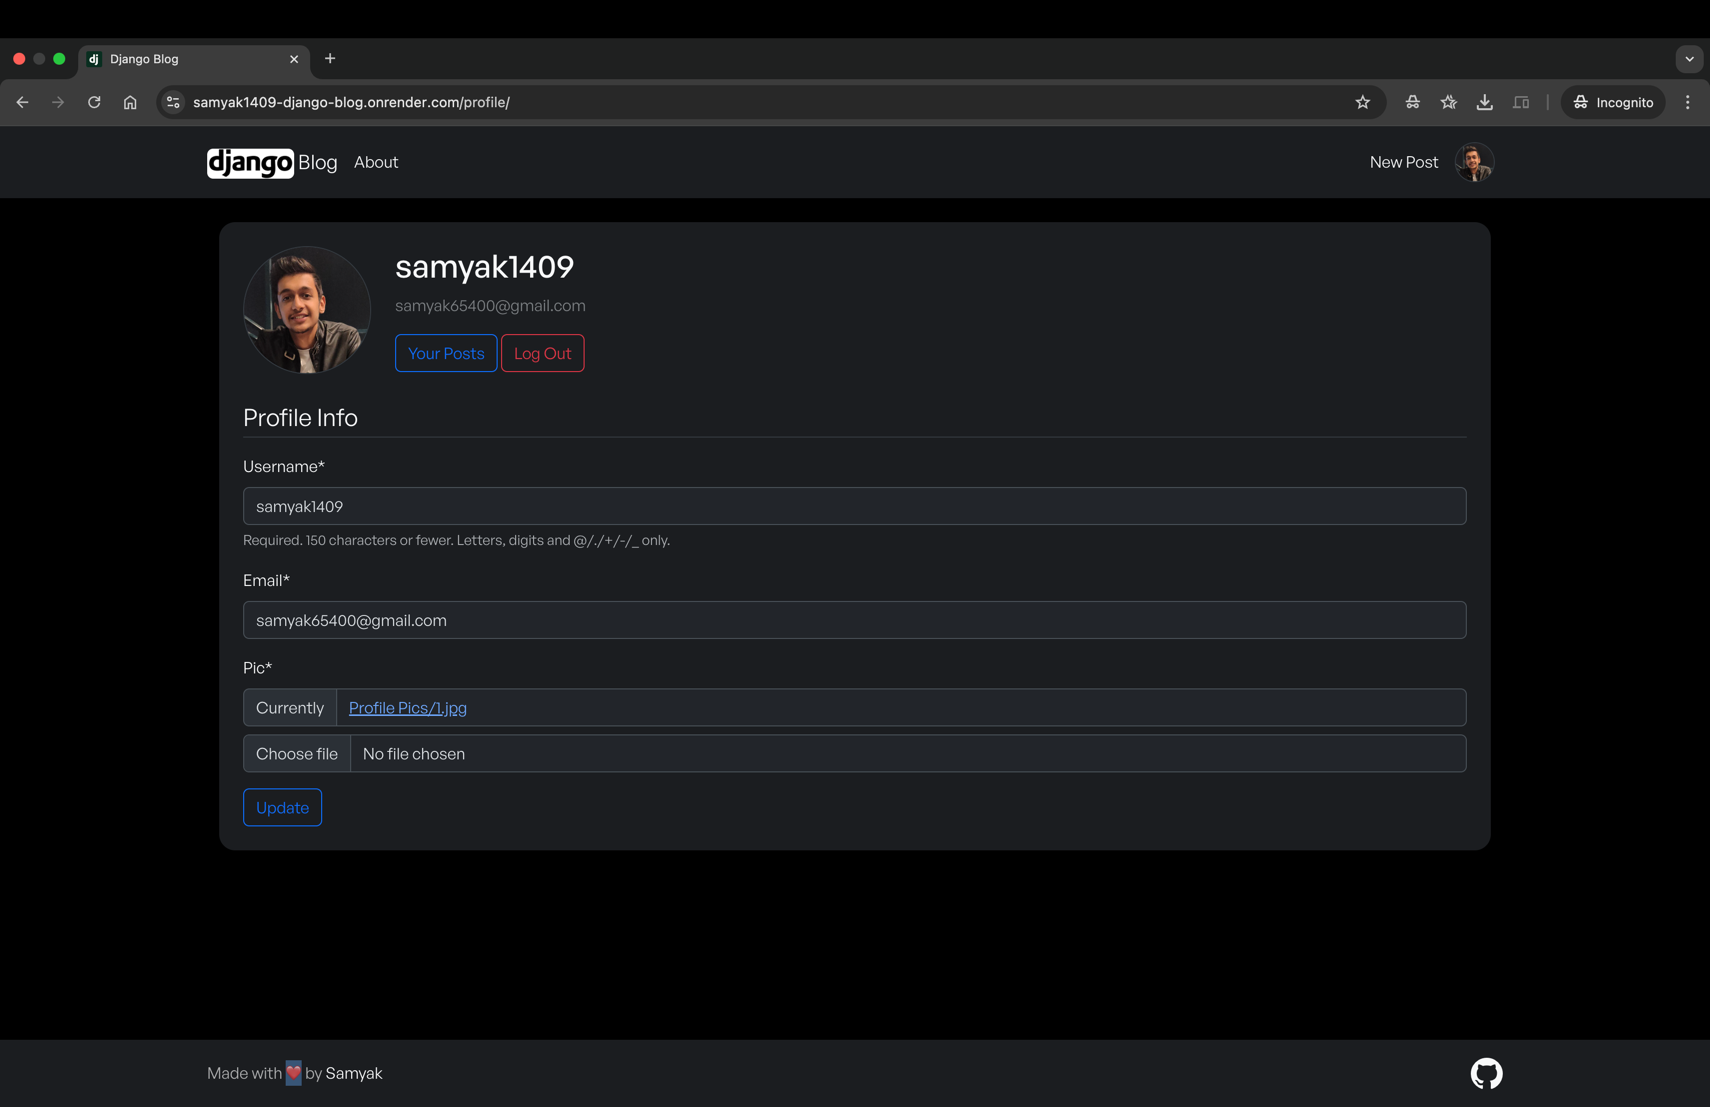 dj Django Blog
samyak1409-django-blog.onrender.com/profile/
Incognito
django Blog About New Post
samyak1409
samyak65400@gmail.com
Your Posts Log Out
Profile Info
Username*
samyak1409
Required. 150 characters or fewer. Letters, digits and @/./+/-/_ only.
Email*
samyak65400@gmail.com
Pic*
Currently Profile Pics/1.jpg
Choose file No file chosen
Update
Made with ❤️ by Samyak